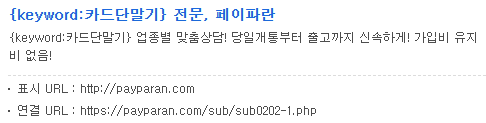 {keyword:카드단말기} 전문, 페이파란
{keyword:카드단말기} 업종별 맞춤상담! 당일개통부터 출고까지 신속하게! 가입비 유지
비 없음!
· 표시 URL : http://payparan.com
· 연결 URL : https://payparan.com/sub/sub0202-1.php